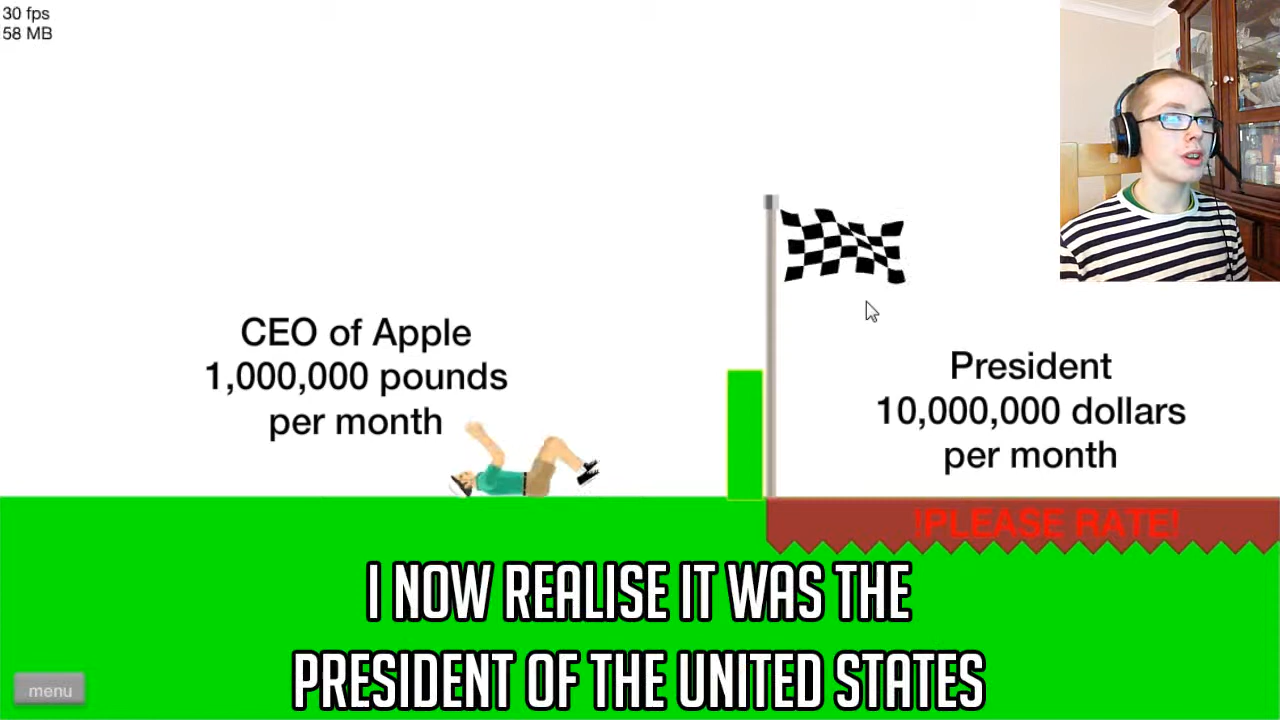 30 fps
58 MB
CEO of Apple
1,000,000 pounds
per month
President
10,000,000 dollars
per month
!PLEASE RATE!
I NOW REALISE IT WAS THE
PRESIDENT OF THE UNITED STATES
menu